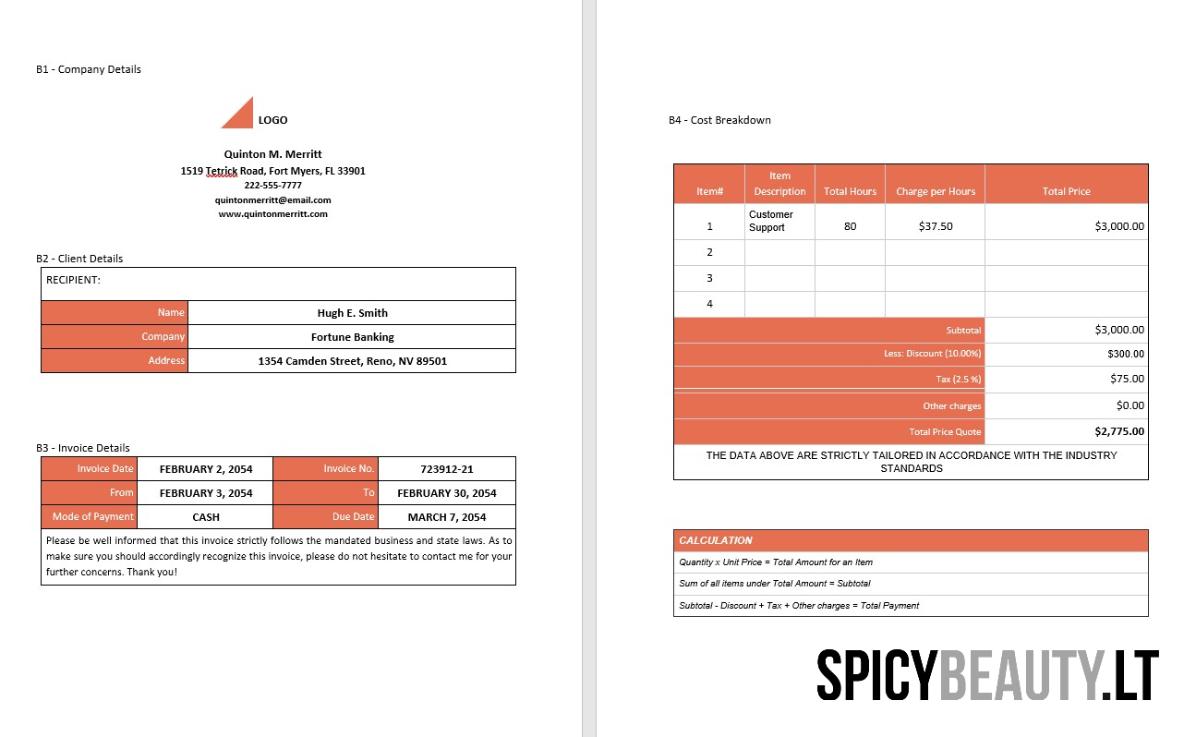 B1 - Company Details
LOGO
Quinton M. Merritt
1519 Tetrick Road, Fort Myers, FL 33901
222-555-7777
quintonmerritt@email.com
www.quintonmerritt.com
B2 - Client Details
RECIPIENT:
Name Hugh E. Smith
Company Fortune Banking
Address 1354 Camden Street, Reno, NV 89501
B3 - Invoice Details
Invoice Date FEBRUARY 2, 2054 Invoice No. 723912-21
From FEBRUARY 3, 2054 To FEBRUARY 30, 2054
Mode of Payment CASH Due Date MARCH 7, 2054
Please be well informed that this invoice strictly follows the mandated business and state laws. As to
make sure you should accordingly recognize this invoice, please do not hesitate to contact me for your
further concerns. Thank you!
B4 - Cost Breakdown
Item# Item Description Total Hours Charge per Hours Total Price
1 Customer Support 80 $37.50 $3,000.00
2
3
4
Subtotal $3,000.00
Less: Discount (10.00%) $300.00
Tax (2.5 %) $75.00
Other charges $0.00
Total Price Quote $2,775.00
THE DATA ABOVE ARE STRICTLY TAILORED IN ACCORDANCE WITH THE INDUSTRY
STANDARDS
CALCULATION
Quantity x Unit Price = Total Amount for an Item
Sum of all items under Total Amount = Subtotal
Subtotal - Discount + Tax + Other charges = Total Payment
SPICYBEAUTY.LT